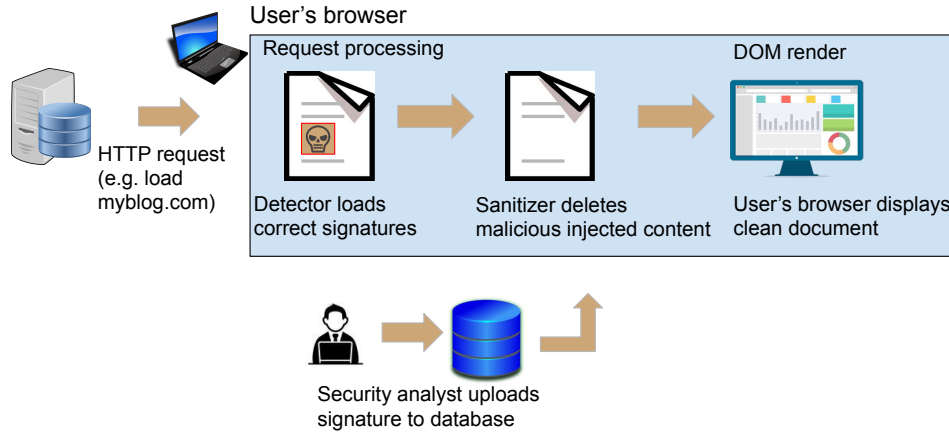 User's browser
Request processing
DOM render
HTTP request
(e.g. load
myblog.com)
Detector loads
correct signatures
Sanitizer deletes
malicious injected content
User's browser displays
clean document
Security analyst uploads
signature to database